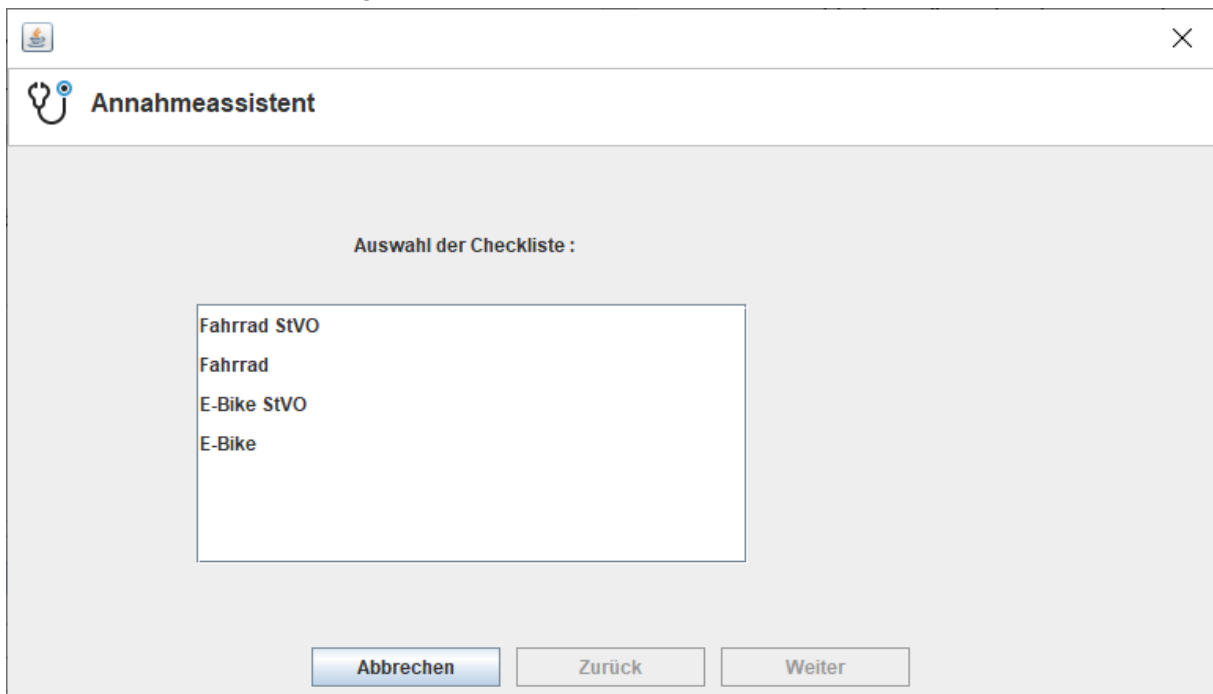 Annahmeassistent
Auswahl der Checkliste :
Fahrrad StVO
Fahrrad
E-Bike StVO
E-Bike
Abbrechen Zurück Weiter